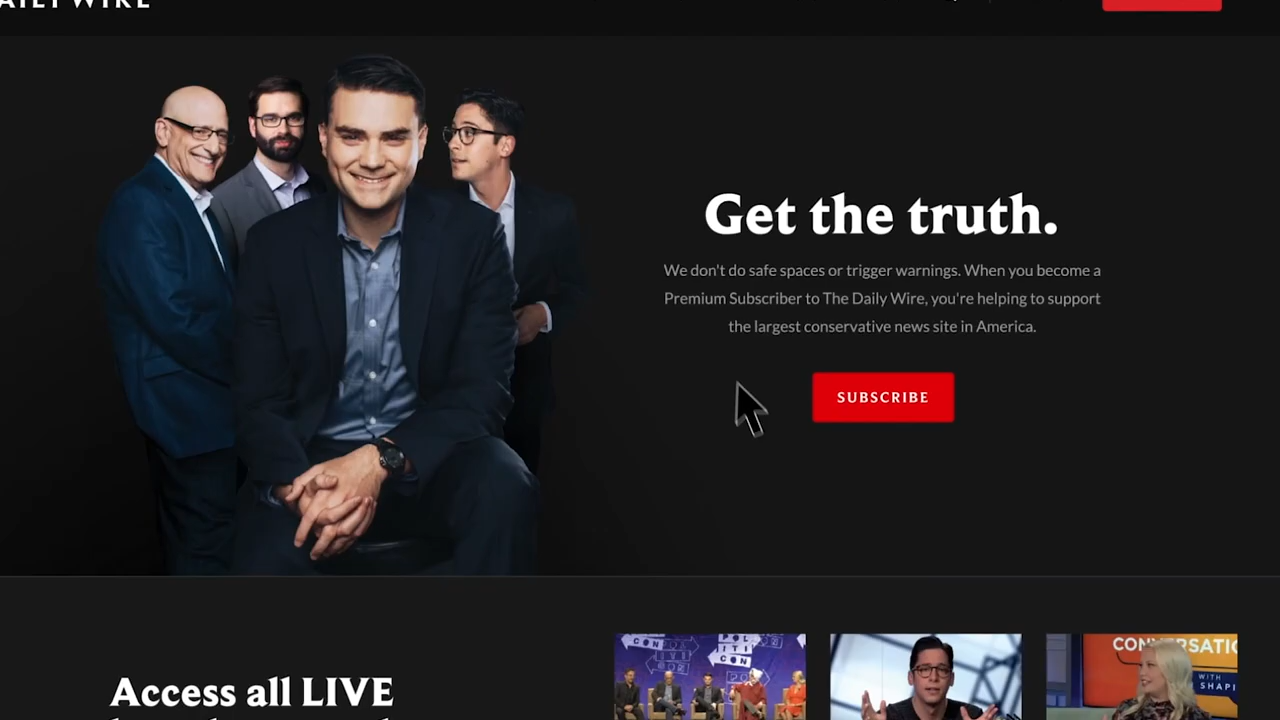 Get the truth.
We don't do safe spaces or trigger warnings. When you become a
Premium Subscriber to The Daily Wire, you're helping to support
the largest conservative news site in America.
SUBSCRIBE
Access all LIVE
WITH